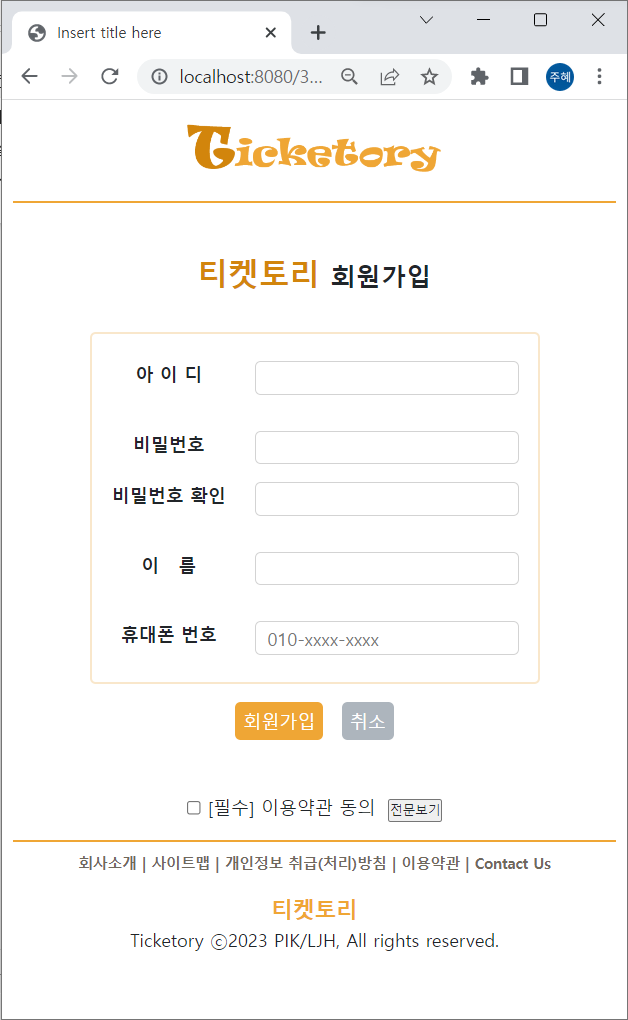 Insert title here
localhost:8080/3...
주혜
Ticketory
티켓토리 회원가입
아 이 디
비밀번호
비밀번호 확인
이 름
휴대폰 번호
010-xxxx-xxxx
회원가입 취소
[필수] 이용약관 동의 전문보기
회사소개 | 사이트맵 | 개인정보 취급(처리)방침 | 이용약관 | Contact Us
티켓토리
Ticketory ⓒ2023 PIK/LJH, All rights reserved.